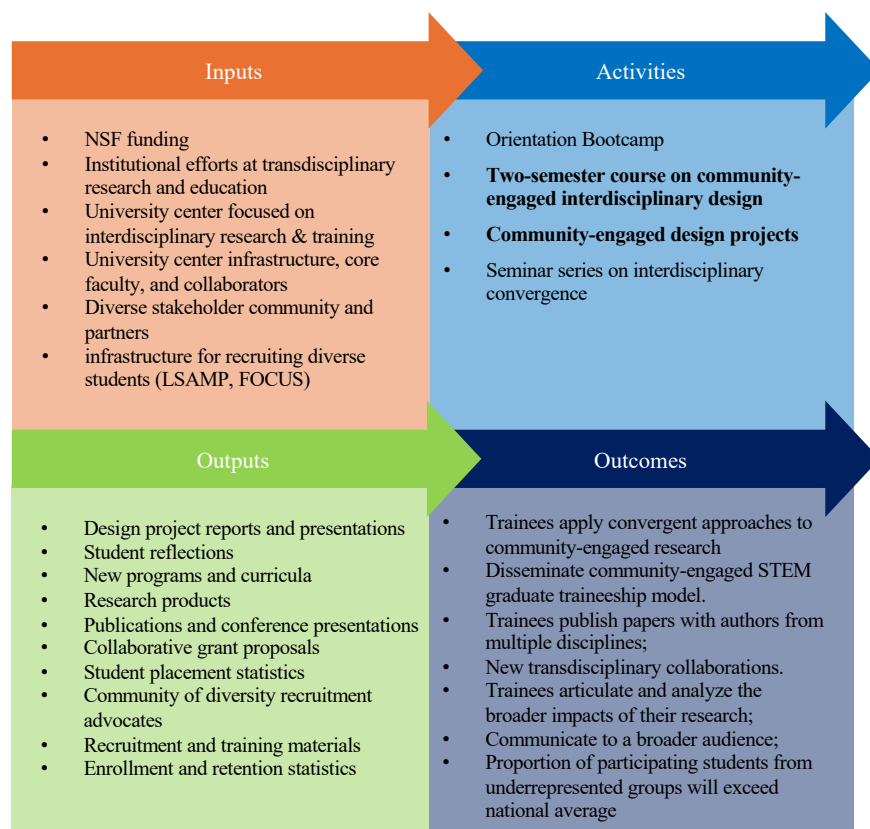 Inputs
• NSF funding
• Institutional efforts at transdisciplinary
research and education
• University center focused on
interdisciplinary research & training
• University center infrastructure, core
faculty, and collaborators
• Diverse stakeholder community and
partners
• infrastructure for recruiting diverse
students (LSAMP, FOCUS)
Activities
• Orientation Bootcamp
• Two-semester course on community-
engaged interdisciplinary design
• Community-engaged design projects
• Seminar series on interdisciplinary
convergence
Outputs
• Design project reports and presentations
• Student reflections
• New programs and curricula
• Research products
• Publications and conference presentations
• Collaborative grant proposals
• Student placement statistics
• Community of diversity recruitment
advocates
• Recruitment and training materials
• Enrollment and retention statistics
Outcomes
• Trainees apply convergent approaches to
community-engaged research
• Disseminate community-engaged STEM
graduate traineeship model.
• Trainees publish papers with authors from
multiple disciplines;
• New transdisciplinary collaborations.
• Trainees articulate and analyze the
broader impacts of their research;
• Communicate to a broader audience;
• Proportion of participating students from
underrepresented groups will exceed
national average